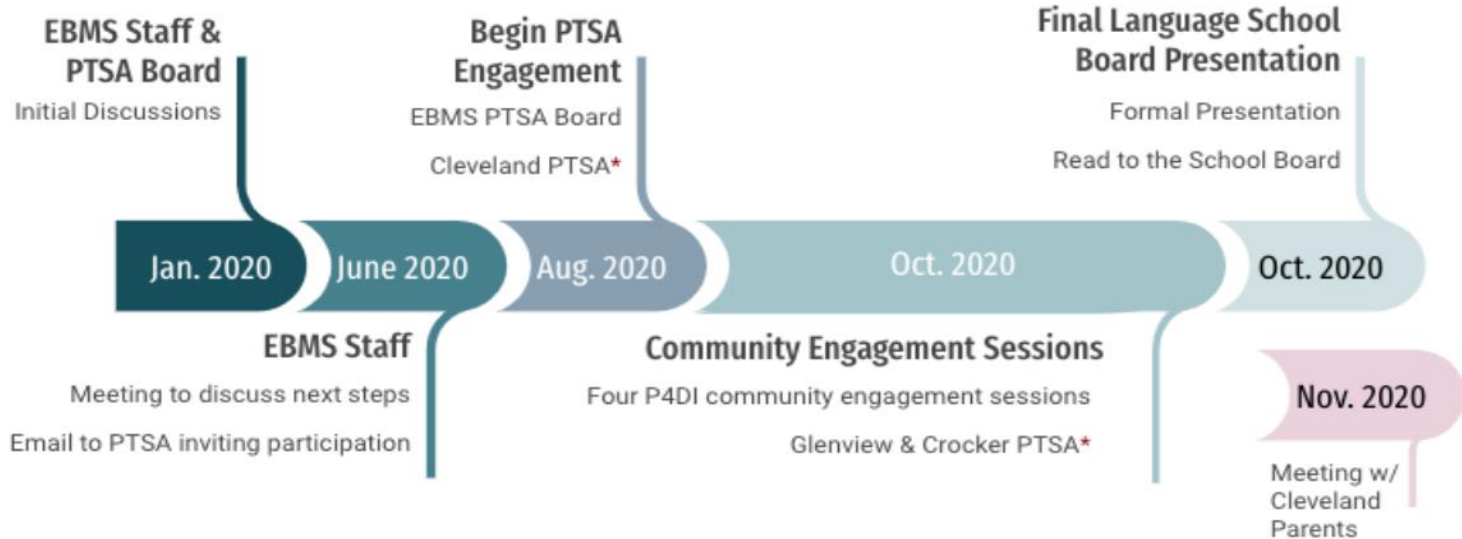 EBMS Staff &
PTSA Board
Initial Discussions
Begin PTSA
Engagement
EBMS PTSA Board
Cleveland PTSA*
Final Language School
Board Presentation
Formal Presentation
Read to the School Board
Jan. 2020
June 2020
Aug. 2020
Oct. 2020
Oct. 2020
EBMS Staff
Meeting to discuss next steps
Email to PTSA inviting participation
Community Engagement Sessions
Four P4DI community engagement sessions
Glenview & Crocker PTSA*
Nov. 2020
Meeting w/
Cleveland
Parents